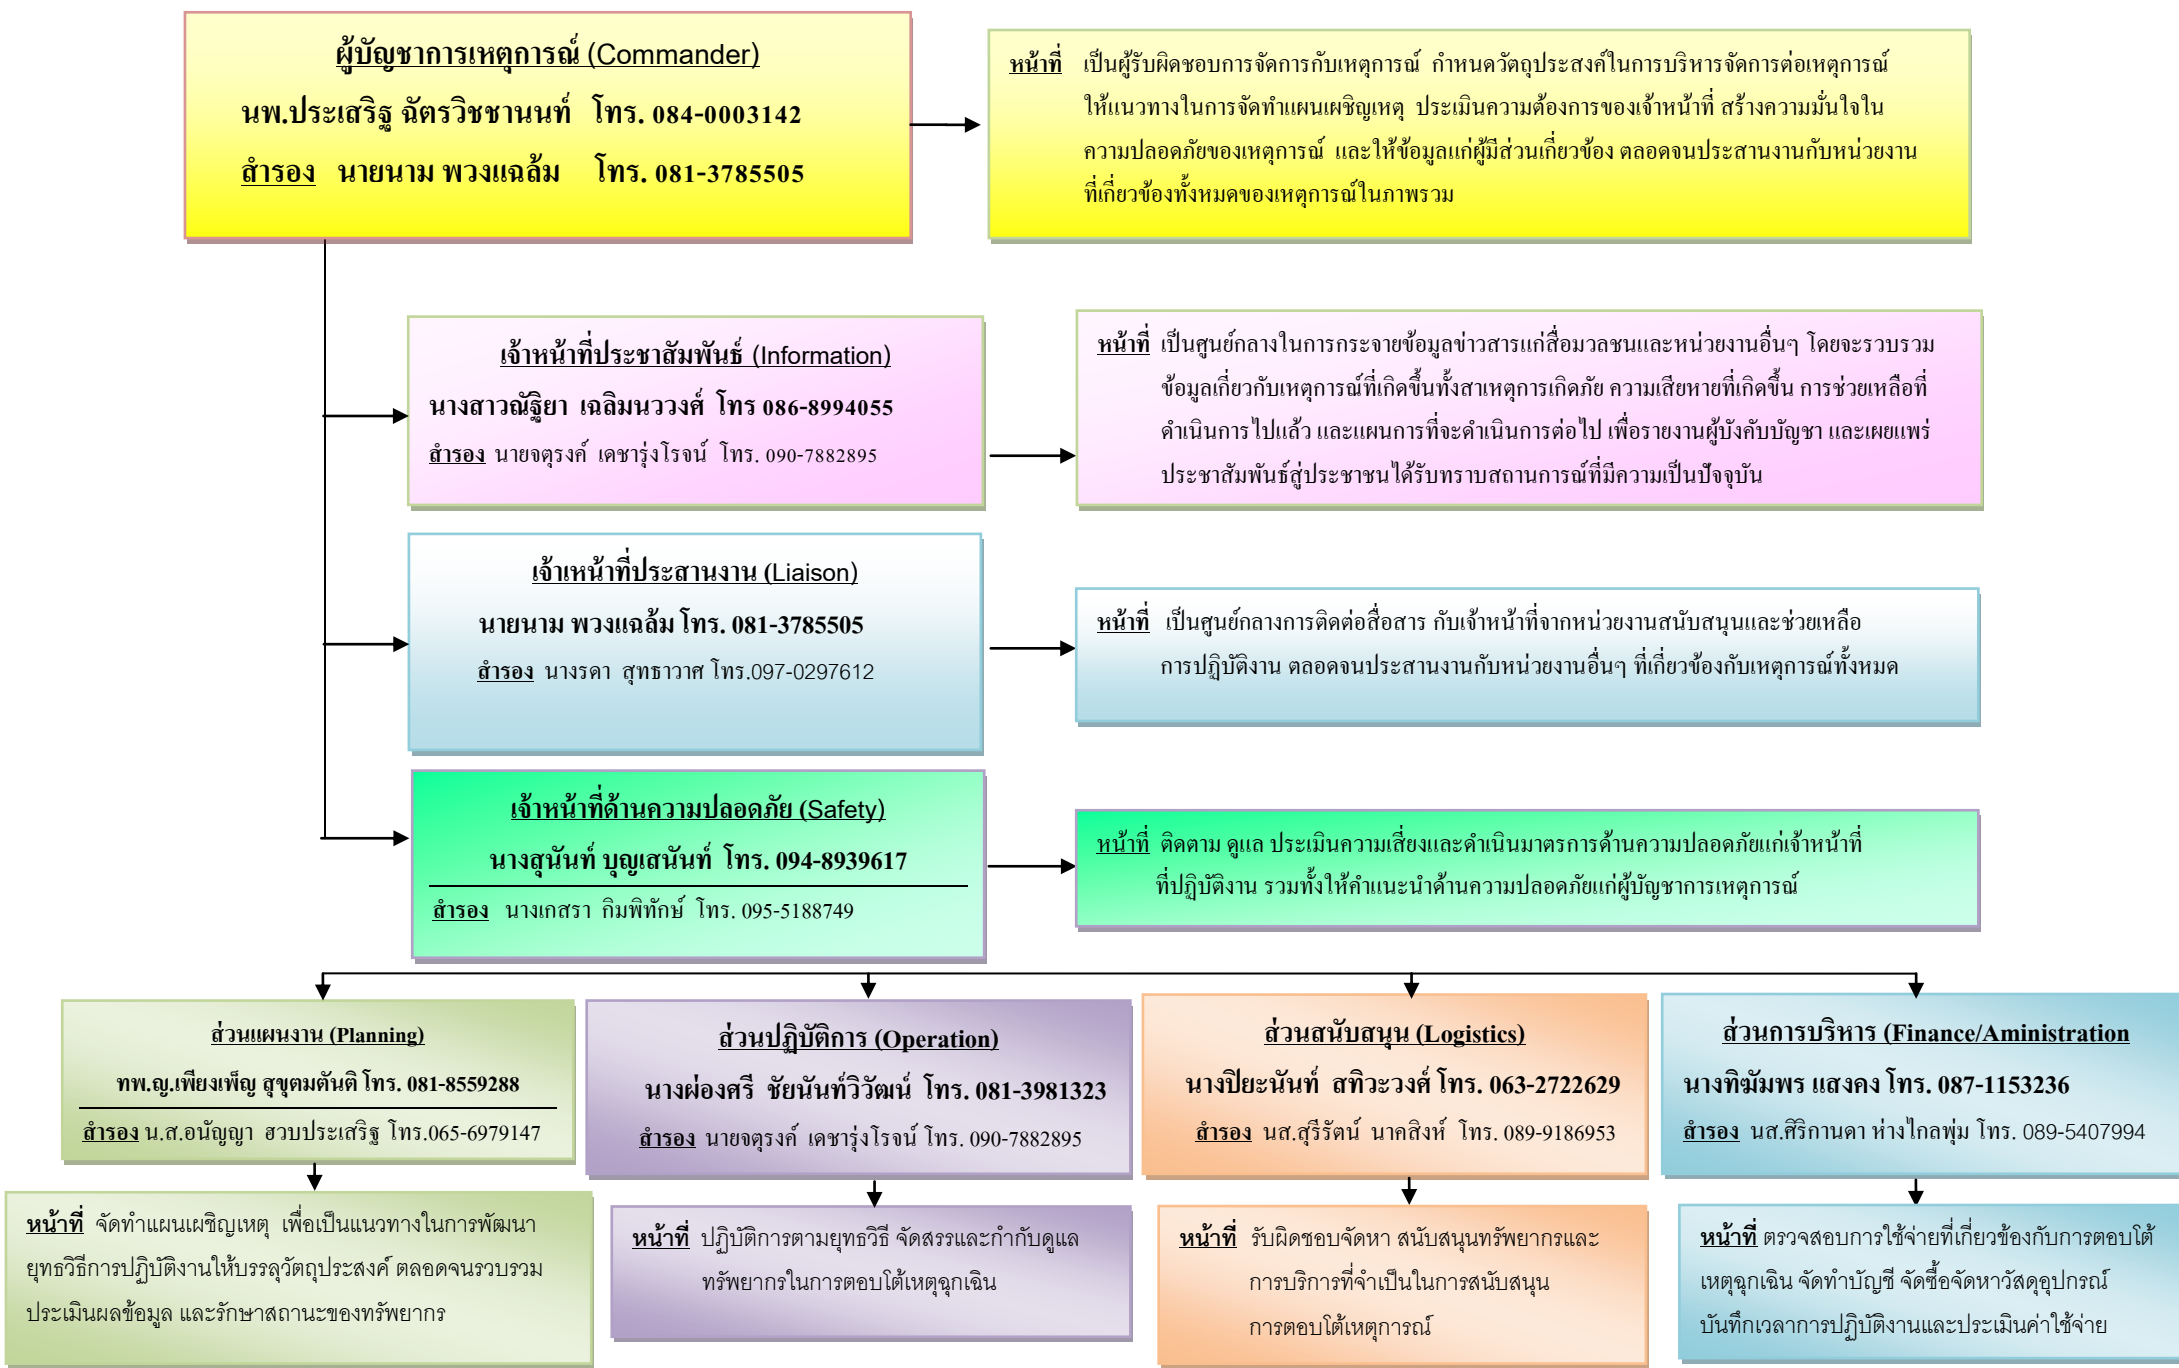 ผู้บัญชาการเหตุการณ์ (Commander)
นพ.ประเสริฐ ฉัตรวิชชานนท์ โทร. 084-0003142
สำรอง นายนาม พวงแฉล้ม โทร. 081-3785505
หน้าที่ เป็นผู้รับผิดชอบการจัดการกับเหตุการณ์ กำหนดวัตถุประสงค์ในการบริหารจัดการต่อเหตุการณ์
ให้แนวทางในการจัดทำแผนเผชิญเหตุ ประเมินความต้องการของเจ้าหน้าที่ สร้างความมั่นใจใน
ความปลอดภัยของเหตุการณ์ และให้ข้อมูลแก่ผู้มีส่วนเกี่ยวข้อง ตลอดจนประสานงานกับหน่วยงาน
ที่เกี่ยวข้องทั้งหมดของเหตุการณ์ในภาพรวม
เจ้าหน้าที่ประชาสัมพันธ์ (Information)
นางสาวณัฐิยา เฉลิมนววงศ์ โทร 086-8994055
สำรอง นายจตุรงค์ เดชารุ่งโรจน์ โทร. 090-7882895
หน้าที่ เป็นศูนย์กลางในการกระจายข้อมูลข่าวสารแก่สื่อมวลชนและหน่วยงานอื่นๆ โดยจะรวบรวม
ข้อมูลเกี่ยวกับเหตุการณ์ที่เกิดขึ้นทั้งสาเหตุการเกิดภัย ความเสียหายที่เกิดขึ้น การช่วยเหลือที่
ดำเนินการไปแล้ว และแผนการที่จะดำเนินการต่อไป เพื่อรายงานผู้บังคับบัญชา และเผยแพร่
ประชาสัมพันธ์สู่ประชาชนได้รับทราบสถานการณ์ที่มีความเป็นปัจจุบัน
เจ้าเหน้าที่ประสานงาน (Liaison)
นายนาม พวงแฉล้ม โทร. 081-3785505
สำรอง นางรดา สุทธาวาศ โทร.097-0297612
หน้าที่ เป็นศูนย์กลางการติดต่อสื่อสาร กับเจ้าหน้าที่จากหน่วยงานสนับสนุนและช่วยเหลือ
การปฏิบัติงาน ตลอดจนประสานงานกับหน่วยงานอื่นๆ ที่เกี่ยวข้องกับเหตุการณ์ทั้งหมด
เจ้าหน้าที่ด้านความปลอดภัย (Safety)
นางสุนันท์ บุญเสนันท์ โทร. 094-8939617
สำรอง นางเกสรา กิมพิทักษ์ โทร. 095-5188749
หน้าที่ ติดตาม ดูแล ประเมินความเสี่ยงและดำเนินมาตรการด้านความปลอดภัยแก่เจ้าหน้าที่
ที่ปฏิบัติงาน รวมทั้งให้คำแนะนำด้านความปลอดภัยแก่ผู้บัญชาการเหตุการณ์
ส่วนแผนงาน (Planning)
ทพ.ญ.เพียงเพ็ญ สุขุตมตันติ โทร. 081-8559288
สำรอง น.ส.อนัญญา ฮวบประเสริฐ โทร.065-6979147
หน้าที่ จัดทำแผนเผชิญเหตุ เพื่อเป็นแนวทางในการพัฒนา
ยุทธวิธีการปฏิบัติงานให้บรรลุวัตถุประสงค์ ตลอดจนรวบรวม
ประเมินผลข้อมูล และรักษาสถานะของทรัพยากร
ส่วนปฏิบัติการ (Operation)
นางผ่องศรี ชัยนันท์วิวัฒน์ โทร. 081-3981323
สำรอง นายจตุรงค์ เดชารุ่งโรจน์ โทร. 090-7882895
หน้าที่ ปฏิบัติการตามยุทธวิธี จัดสรรและกำกับดูแล
ทรัพยากรในการตอบโต้เหตุฉุกเฉิน
ส่วนสนับสนุน (Logistics)
นางปิยะนันท์ สทิวะวงศ์ โทร. 063-2722629
สำรอง นส.สุรีรัตน์ นาคสิงห์ โทร. 089-9186953
หน้าที่ รับผิดชอบจัดหา สนับสนุนทรัพยากรและ
การบริการที่จำเป็นในการสนับสนุน
การตอบโต้เหตุการณ์
ส่วนการบริหาร (Finance/Aministration
นางทิฆัมพร แสงคง โทร. 087-1153236
สำรอง นส.ศิริกานดา ห่างไกลพุ่ม โทร. 089-5407994
หน้าที่ ตรวจสอบการใช้จ่ายที่เกี่ยวข้องกับการตอบโต้
เหตุฉุกเฉิน จัดทำบัญชี จัดซื้อจัดหาวัสดุอุปกรณ์
บันทึกเวลาการปฏิบัติงานและประเมินค่าใช้จ่าย